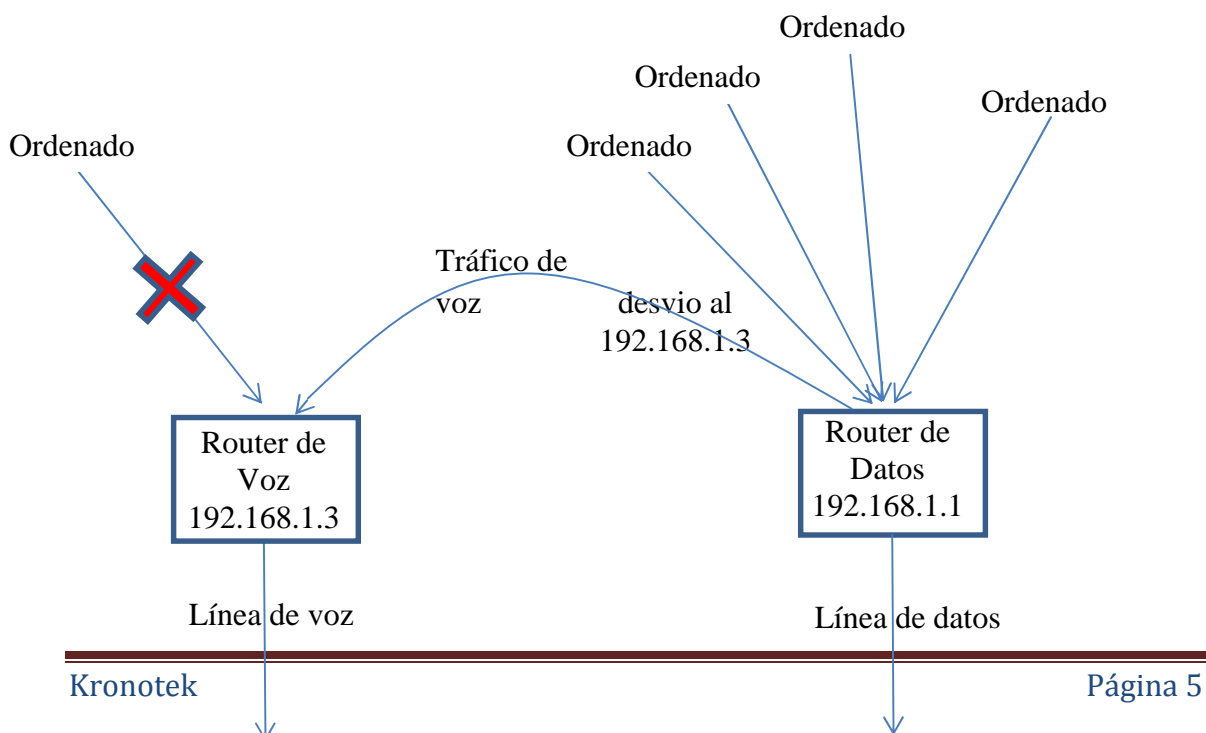 Ordenado
Ordenado
Ordenado
Ordenado
Ordenado
Tráfico de
voz
desvio al
192.168.1.3
Router de
Voz
192.168.1.3
Router de
Datos
192.168.1.1
Línea de voz
Línea de datos
Kronotek
Página 5